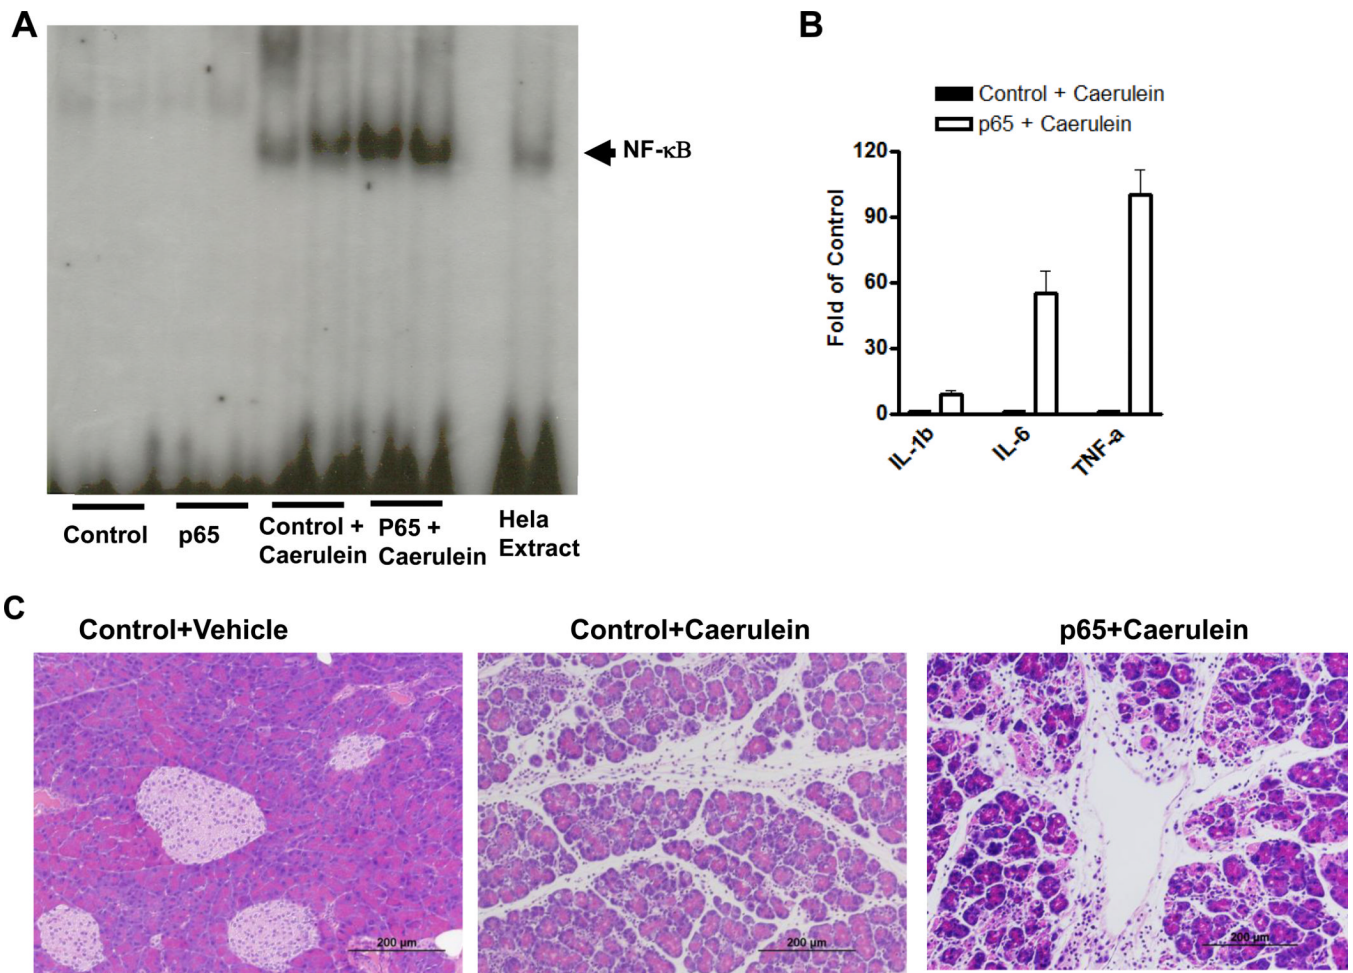 A
NF-κB
Control
p65
Control +
Caerulein
P65 +
Caerulein
Hela
Extract
B
Control + Caerulein
p65 + Caerulein
Fold of Control
120
90
60
30
0
IL-1b
IL-6
TNF-a
C
Control+Vehicle
Control+Caerulein
p65+Caerulein
200 µm
200 µm
200 µm